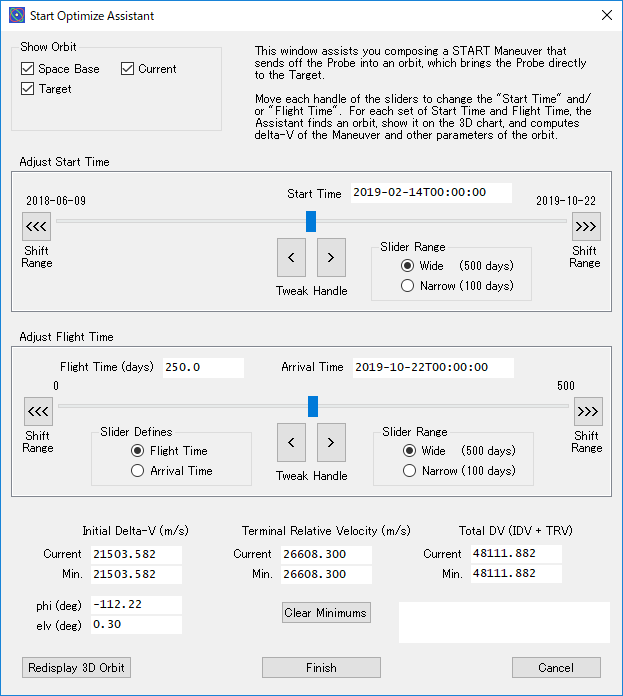 Start Optimize Assistant
Show Orbit
Space Base
Current
Target
This window assists you composing a START Maneuver that
sends off the Probe into an orbit, which brings the Probe directly
to the Target.
Move each handle of the sliders to change the "Start Time" and/
or "Flight Time".  For each set of Start Time and Flight Time, the
Assistant finds an orbit, show it on the 3D chart, and computes
delta-V of the Maneuver and other parameters of the orbit.
Adjust Start Time
Start Time 2019-02-14T00:00:00
2018-06-09
2019-10-22
<<<
>>>
Shift
Range
Shift
Range
<
>
Tweak Handle
Slider Range
Wide (500 days)
Narrow (100 days)
Adjust Flight Time
Flight Time (days) 250.0
Arrival Time 2019-10-22T00:00:00
0
500
<<<
>>>
Shift
Range
Shift
Range
Slider Defines
Flight Time
Arrival Time
<
>
Tweak Handle
Slider Range
Wide (500 days)
Narrow (100 days)
Initial Delta-V (m/s)
Current 21503.582
Min. 21503.582
phi (deg) -112.22
elv (deg) 0.30
Terminal Relative Velocity (m/s)
Current 26608.300
Min. 26608.300
Clear Minimums
Total DV (IDV + TRV)
Current 48111.882
Min. 48111.882
Redisplay 3D Orbit
Finish
Cancel